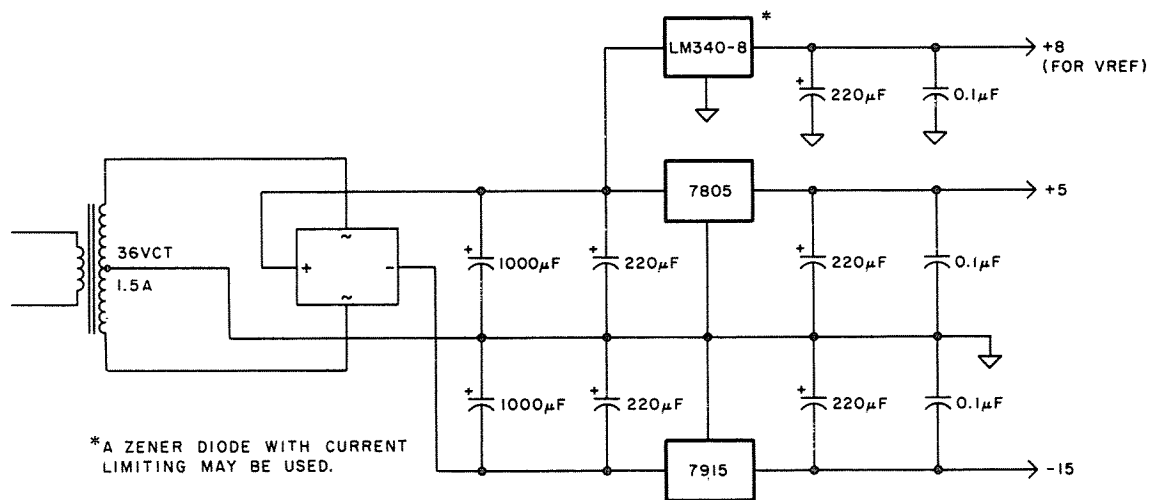 *
LM340-8
+8
(FOR VREF)
+
220µF
0.1µF
7805
+5
~
36VCT
1.5A
+
-
~
+
1000µF
+
220µF
+
220µF
0.1µF
+
1000µF
+
220µF
+
220µF
0.1µF
*A ZENER DIODE WITH CURRENT
LIMITING MAY BE USED.
7915
-15